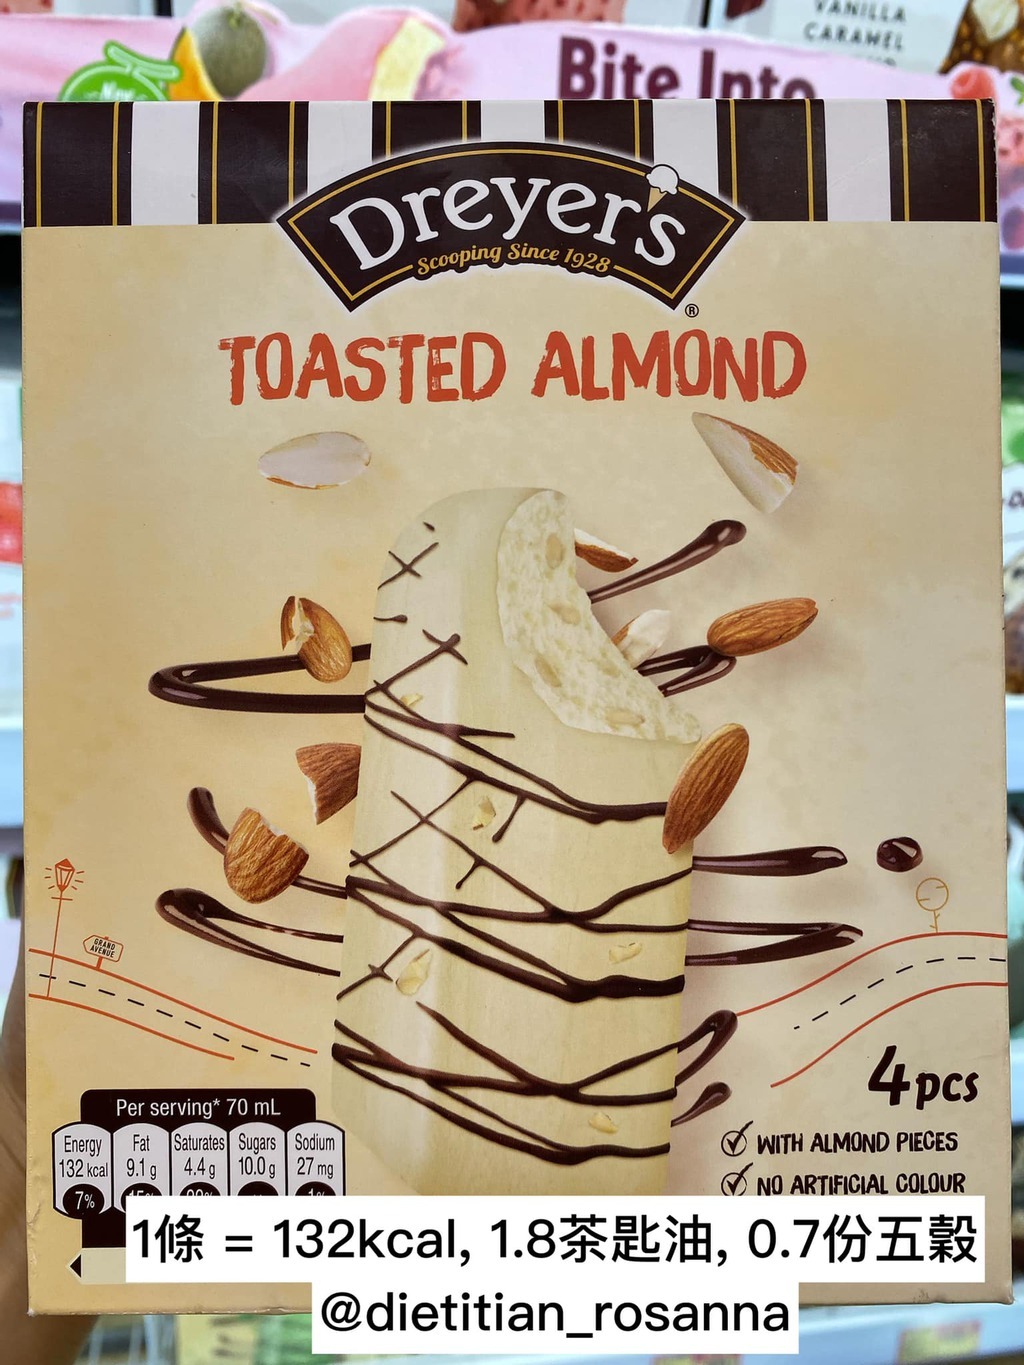 VANILLA
CARAMEL
Bite Into
Dreyer's
Scooping Since 1928
®
TOASTED ALMOND
GRAND
AVENUE
4pcs
WITH ALMOND PIECES
NO ARTIFICIAL COLOUR
Per serving* 70 mL
Energy Fat Saturates Sugars Sodium
132 kcal 9.1 g 4.4 g 10.0 g 27 mg
7%
1條 = 132kcal, 1.8茶匙油, 0.7份五穀
@dietitian_rosanna